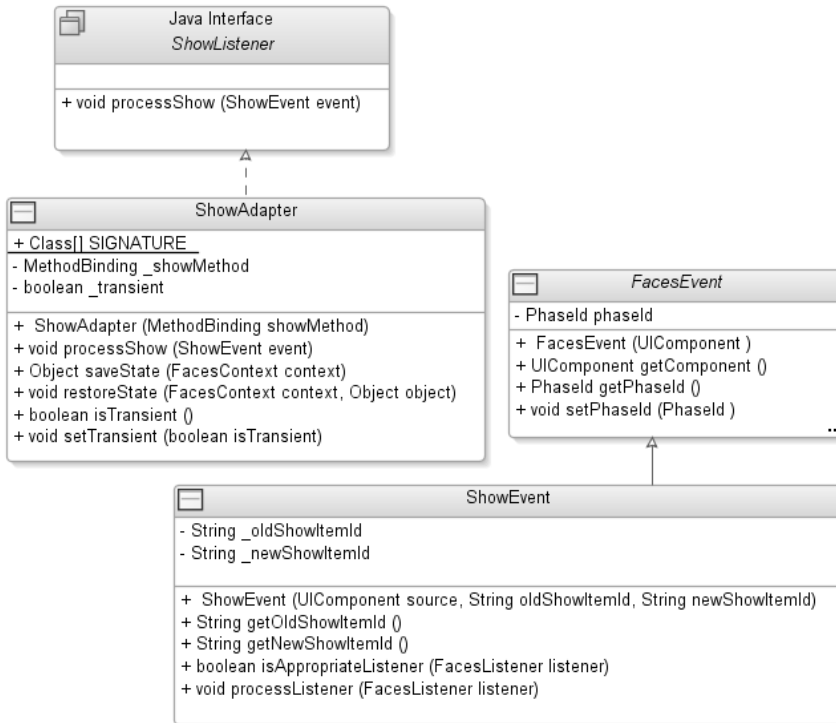 Java Interface
ShowListener
+ void processShow (ShowEvent event)
ShowAdapter
+ Class[] SIGNATURE
- MethodBinding _showMethod
- boolean _transient
+ ShowAdapter (MethodBinding showMethod)
+ void processShow (ShowEvent event)
+ Object saveState (FacesContext context)
+ void restoreState (FacesContext context, Object object)
+ boolean isTransient ()
+ void setTransient (boolean isTransient)
FacesEvent
- PhaseId phaseId
+ FacesEvent (UIComponent )
+ UIComponent getComponent ()
+ PhaseId getPhaseId ()
+ void setPhaseId (PhaseId )
...
ShowEvent
- String _oldShowItemId
- String _newShowItemId
+ ShowEvent (UIComponent source, String oldShowItemId, String newShowItemId)
+ String getOldShowItemId ()
+ String getNewShowItemId ()
+ boolean isAppropriateListener (FacesListener listener)
+ void processListener (FacesListener listener)